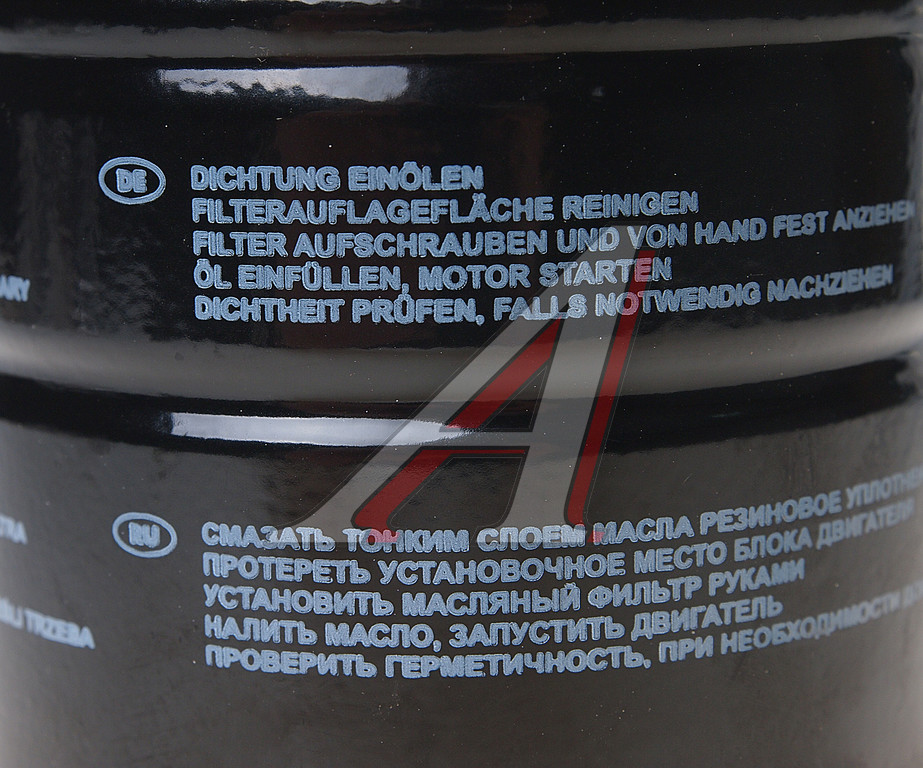 DE
DICHTUNG EINÖLEN
FILTERAUFLAGEFLÄCHE REINIGEN
FILTER AUFSCHRAUBEN UND VON HAND FEST ANZIEHEN
ÖL EINFÜLLEN, MOTOR STARTEN
DICHTHEIT PRÜFEN, FALLS NOTWENDIG NACHZIEHEN
ARY
RU
СМАЗАТЬ ТОНКИМ СЛОЕМ МАСЛА РЕЗИНОВОЕ
ПРОТЕРЕТЬ УСТАНОВОЧНОЕ МЕСТО БЛОКА ДВИГАТЕЛЯ
УСТАНОВИТЬ МАСЛЯНЫЙ ФИЛЬТР РУКАМИ
НАЛИТЬ МАСЛО, ЗАПУСТИТЬ ДВИГАТЕЛЬ
ПРОВЕРИТЬ ГЕРМЕТИЧНОСТЬ, ПРИ НЕОБХОДИМОСТИ
TRZEBA